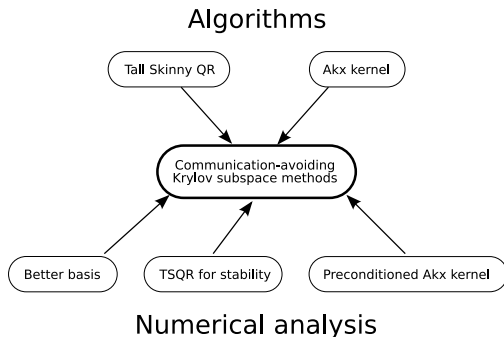 Algorithms
Tall Skinny QR
Akx kernel
Communication-avoiding
Krylov subspace methods
Better basis
TSQR for stability
Preconditioned Akx kernel
Numerical analysis